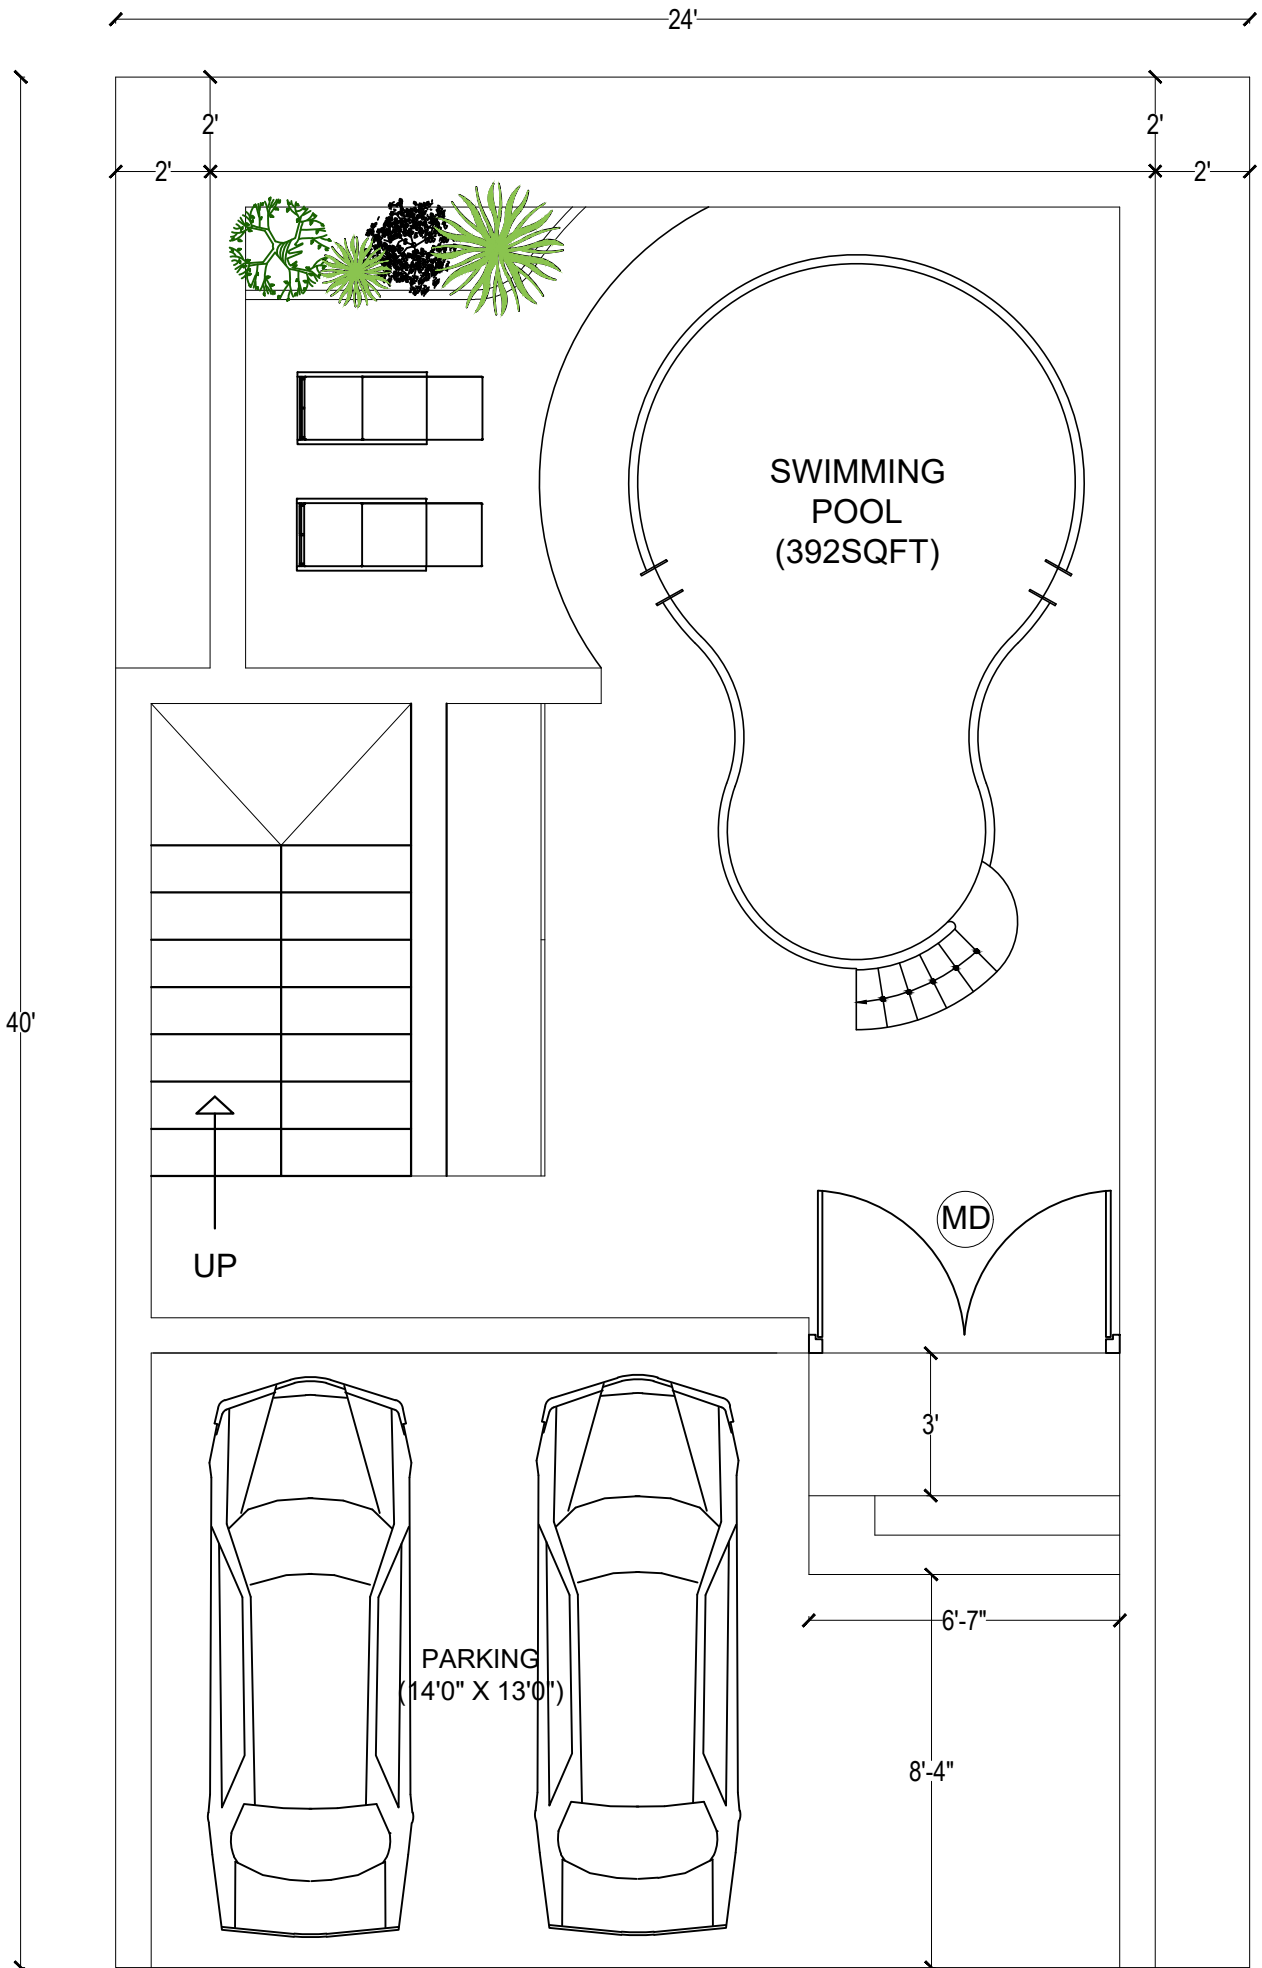 24'
2'
2'
2'
2'
SWIMMING
POOL
(392SQFT)
40'
MD
UP
3'
6'-7"
PARKING
(14'0" X 13'0")
8'-4"